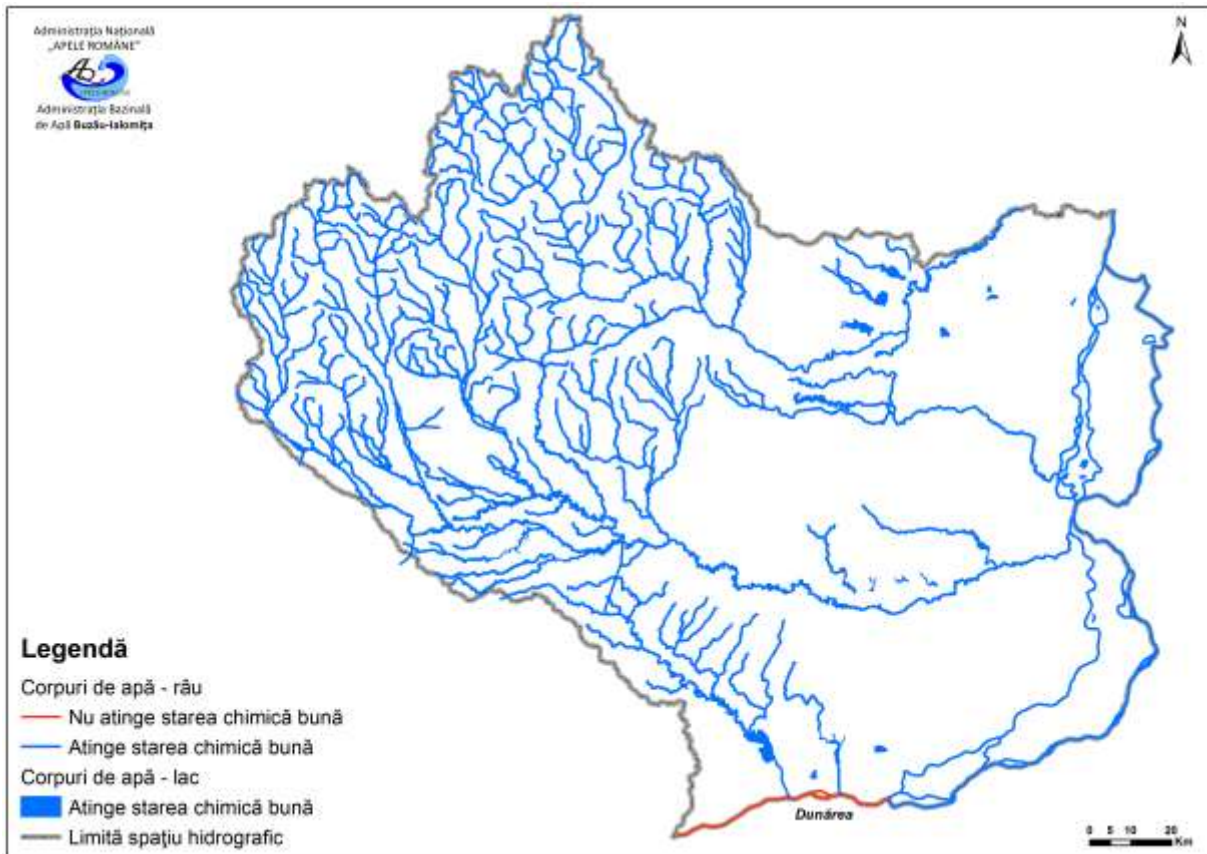 Administrația Națională
„APELE ROMÂNE”
Administrația Bazinală
de Apă Buzău-Ialomița
N
Legendă
Corpuri de apă - râu
Nu atinge starea chimică bună
Atinge starea chimică bună
Corpuri de apă - lac
Atinge starea chimică bună
Limită spațiu hidrografic
Dunărea
0 5 10 20
Km